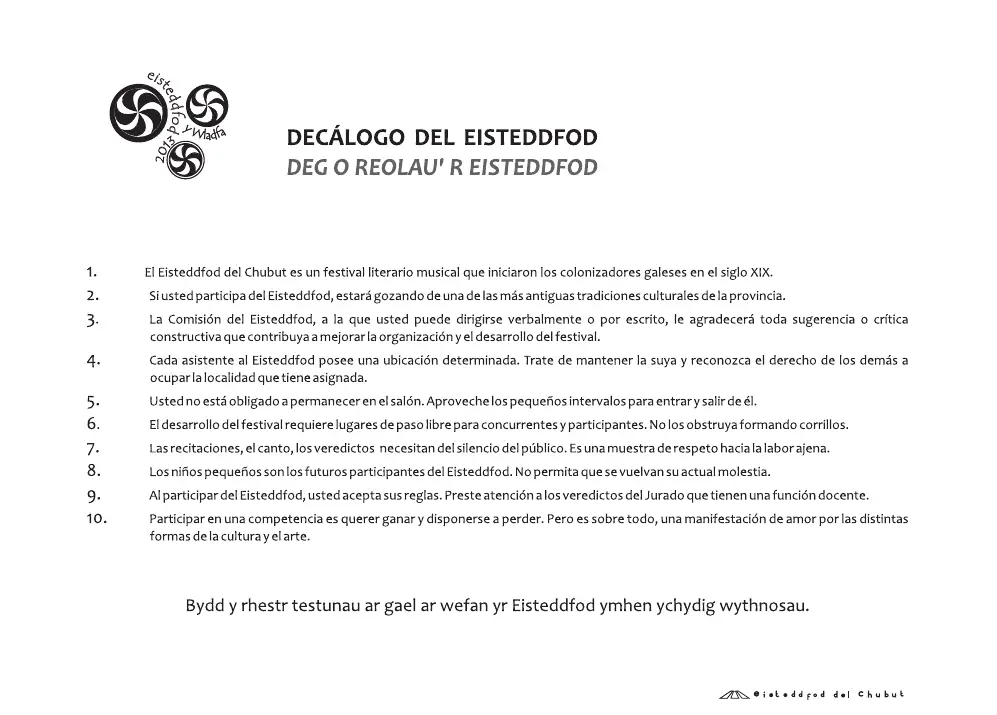 eisteddfod
y Wladfa
2013
DECÁLOGO DEL EISTEDDFOD
DEG O REOLAU' R EISTEDDFOD
1. El Eisteddfod del Chubut es un festival literario musical que iniciaron los colonizadores galeses en el siglo XIX.
2. Si usted participa del Eisteddfod, estará gozando de una de las más antiguas tradiciones culturales de la provincia.
3. La Comisión del Eisteddfod, a la que usted puede dirigirse verbalmente o por escrito, le agradecerá toda sugerencia o crítica
constructiva que contribuya a mejorar la organización y el desarrollo del festival.
4. Cada asistente al Eisteddfod posee una ubicación determinada. Trate de mantener la suya y reconozca el derecho de los demás a
ocupar la localidad que tiene asignada.
5. Usted no está obligado a permanecer en el salón. Aproveche los pequeños intervalos para entrar y salir de él.
6. El desarrollo del festival requiere lugares de paso libre para concurrentes y participantes. No los obstruya formando corrillos.
7. Las recitaciones, el canto, los veredictos necesitan del silencio del público. Es una muestra de respeto hacia la labor ajena.
8. Los niños pequeños son los futuros participantes del Eisteddfod. No permita que se vuelvan su actual molestia.
9. Al participar del Eisteddfod, usted acepta sus reglas. Preste atención a los veredictos del Jurado que tienen una función docente.
10. Participar en una competencia es querer ganar y disponerse a perder. Pero es sobre todo, una manifestación de amor por las distintas
formas de la cultura y el arte.
Bydd y rhestr testunau ar gael ar wefan yr Eisteddfod ymhen ychydig wythnosau.
eisteddfod del Chubut